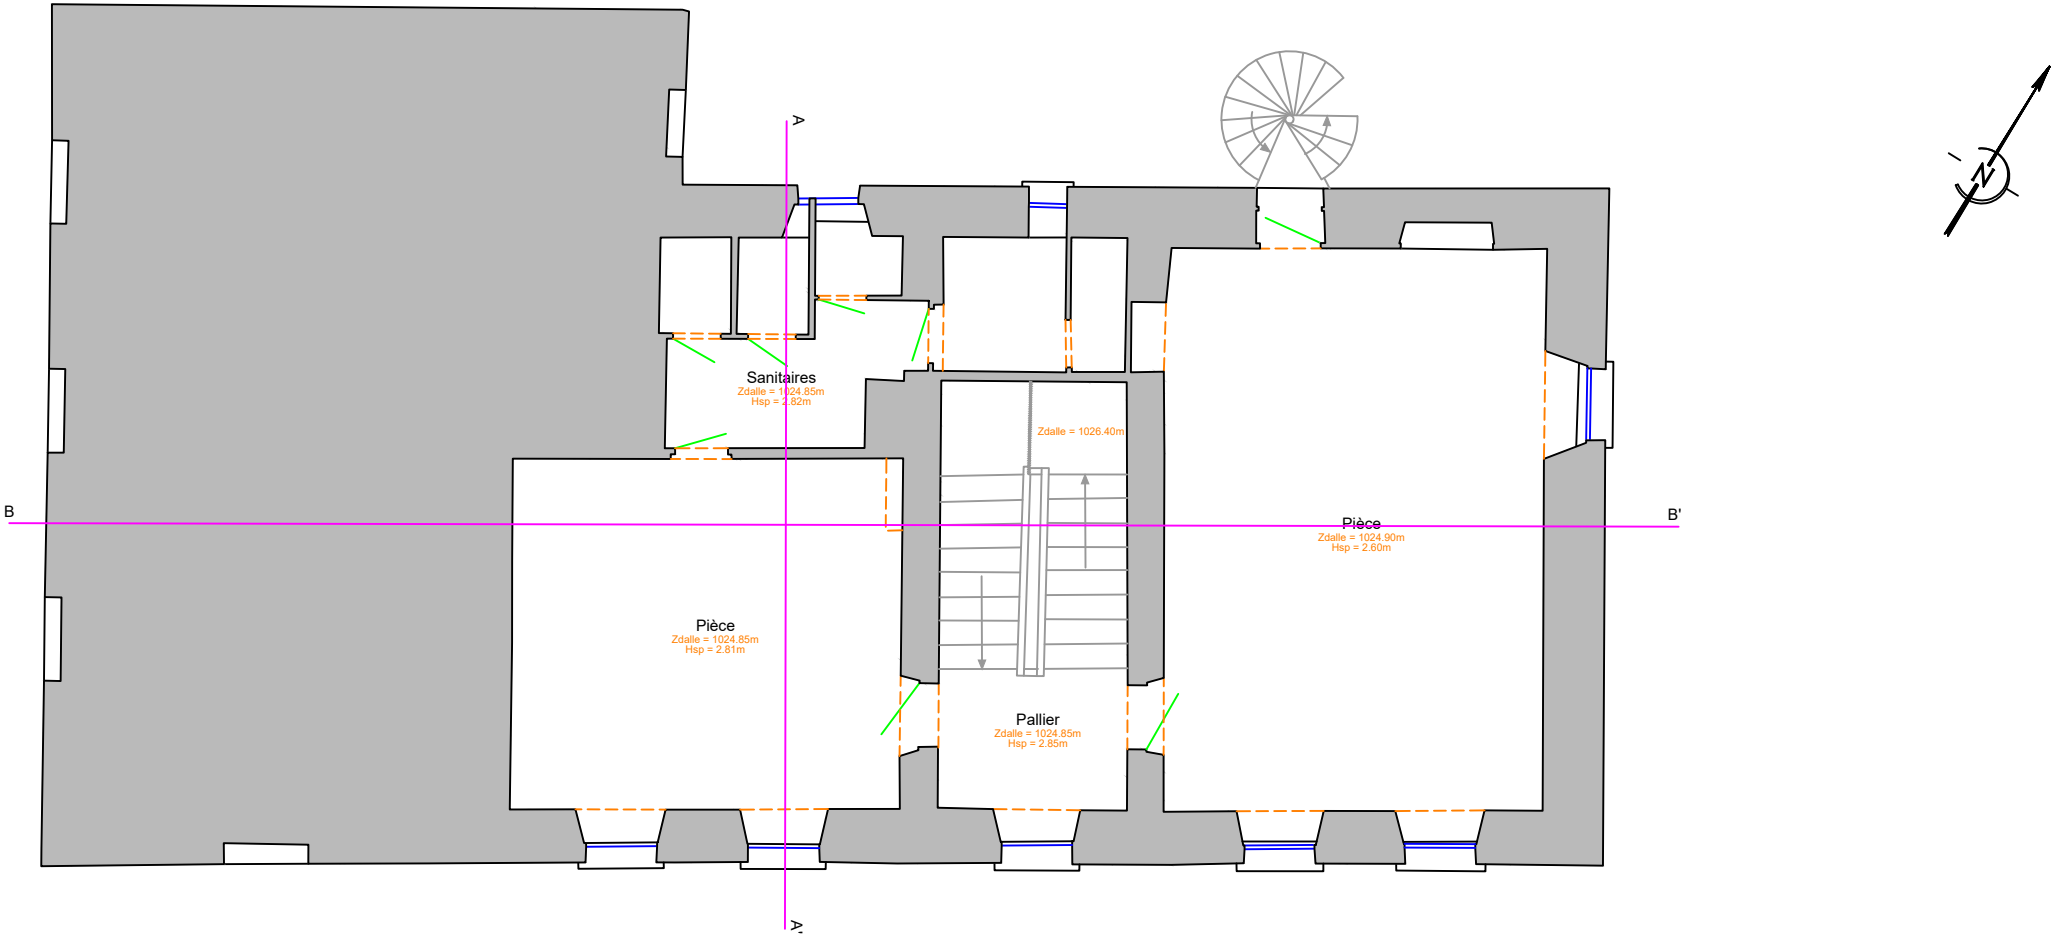 A
N
Sanitaires
Zdalle = 1024.85m
Hsp = 2.82m
Zdalle = 1026.40m
B
B'
Pièce
Zdalle = 1024.90m
Hsp = 2.60m
Pièce
Zdalle = 1024.85m
Hsp = 2.81m
Pallier
Zdalle = 1024.85m
Hsp = 2.85m
A'